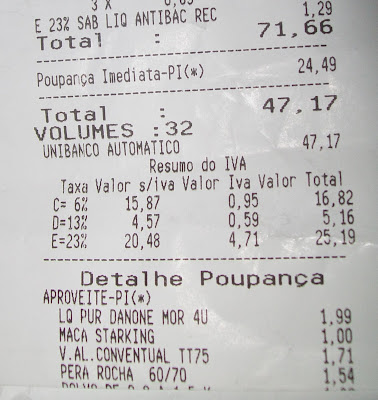 3 X
E 23% SAB LIQ ANTIBAC REC 1,29
Total : 71,66
Poupança Imediata-PI(*) 24,49
Total : 47,17
VOLUMES :32
UNIBANCO AUTOMATICO 47,17
Resumo do IVA
Taxa Valor s/iva Valor Iva Valor Total
C= 6% 15,87 0,95 16,82
D=13% 4,57 0,59 5,16
E=23% 20,48 4,71 25,19
Detalhe Poupança
APROVEITE-PI(*)
LQ PUR DANONE MOR 4U 1,99
MACA STARKING 1,00
V.AL.CONVENTUAL TT75 1,71
PERA ROCHA 60/70 1,54